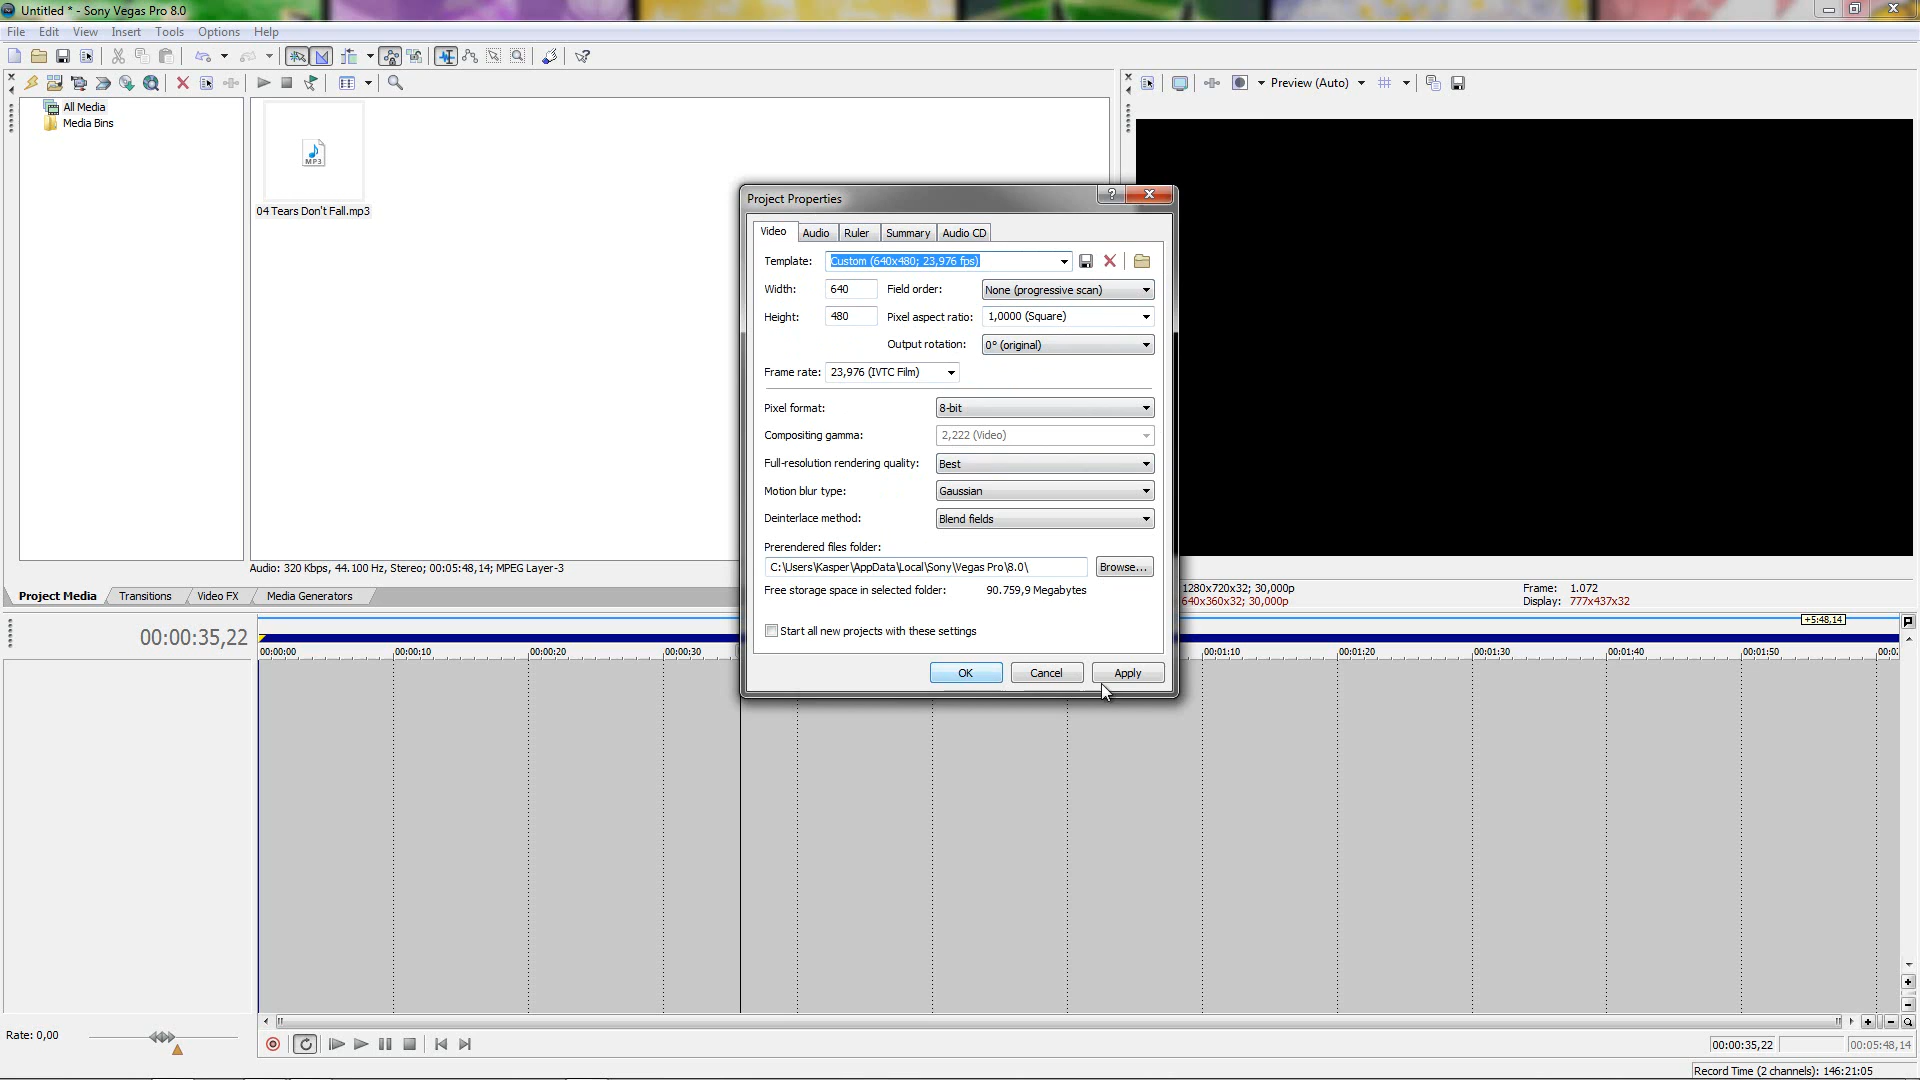 Untitled * - Sony Vegas Pro 8.0
File Edit View Insert Tools Options Help
Preview (Auto)
All Media
Media Bins
MP3
04 Tears Don't Fall.mp3
Project Properties
Video Audio Ruler Summary Audio CD
Template: Custom (640x480; 23,976 fps)
Width: 640 Field order: None (progressive scan)
Height: 480 Pixel aspect ratio: 1,0000 (Square)
Output rotation: 0° (original)
Frame rate: 23,976 (IVTC Film)
Pixel format: 8-bit
Compositing gamma: 2,222 (Video)
Full-resolution rendering quality: Best
Motion blur type: Gaussian
Deinterlace method: Blend fields
Prerendered files folder:
C:\Users\Kasper\AppData\Local\Sony\Vegas Pro\8.0\ Browse...
Free storage space in selected folder: 90.759,9 Megabytes
Start all new projects with these settings
OK Cancel Apply
Audio: 320 Kbps, 44.100 Hz, Stereo; 00:05:48,14; MPEG Layer-3
Project Media Transitions Video FX Media Generators
1280x720x32; 30,000p Frame: 1.072
640x360x32; 30,000p Display: 777x437x32
+5:48,14
00:00:35,22
00:00:00 00:00:10 00:00:20 00:00:30 00:01:10 00:01:20 00:01:30 00:01:40 00:01:50
Rate: 0,00
00:00:35,22 00:05:48,14
Record Time (2 channels): 146:21:05